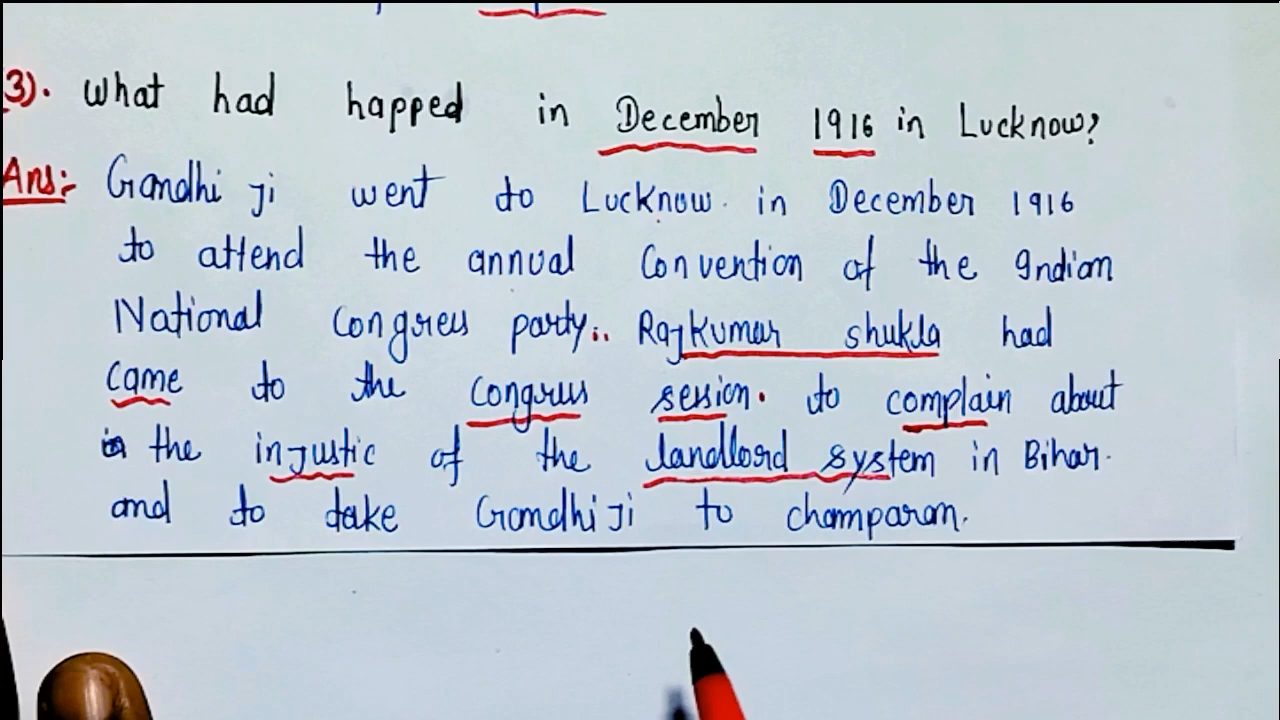 (3). What had happed in December 1916 in Lucknow?
Ans:- Gandhi ji went to Lucknow. in December 1916
to attend the annual Convention of the Indian
National Congress party.. Rajkumar shukla had
came to the congress session. to complain about
the injustic of the landlord system in Bihar.
and to take Gandhi Ji to champaran.